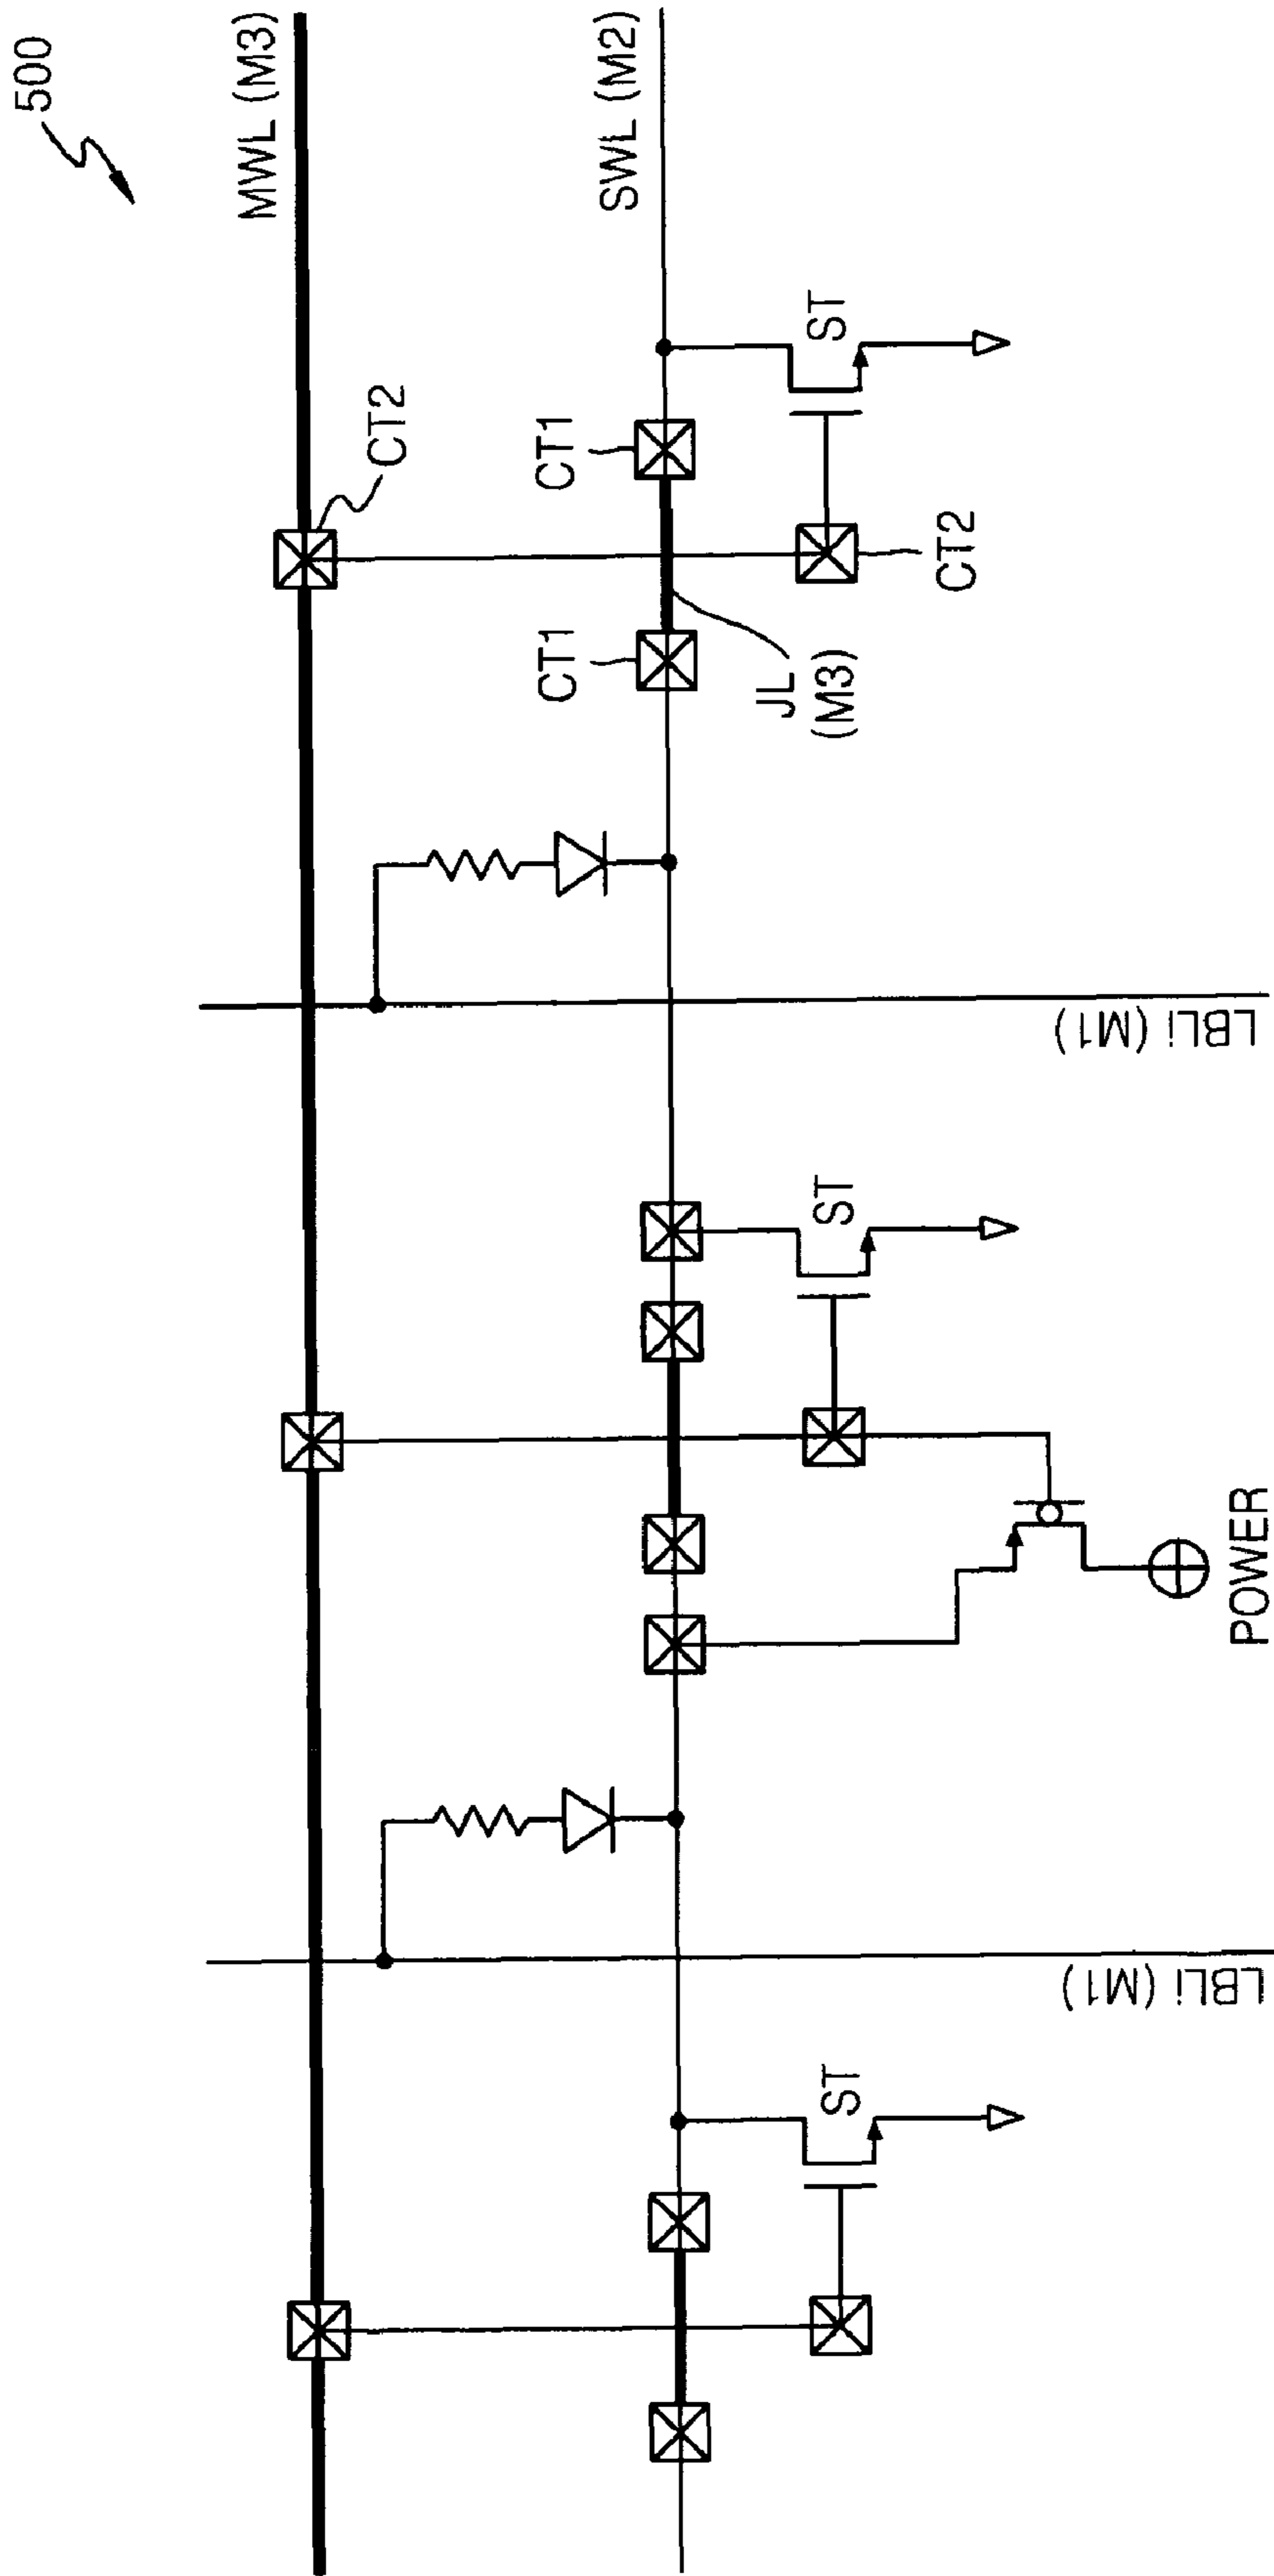 500
MWL (M3)
CT2
SWL (M2)
CT1
CT1
ST
JL
(M3)
CT2
LBLi (M1)
ST
POWER
LBLi (M1)
ST